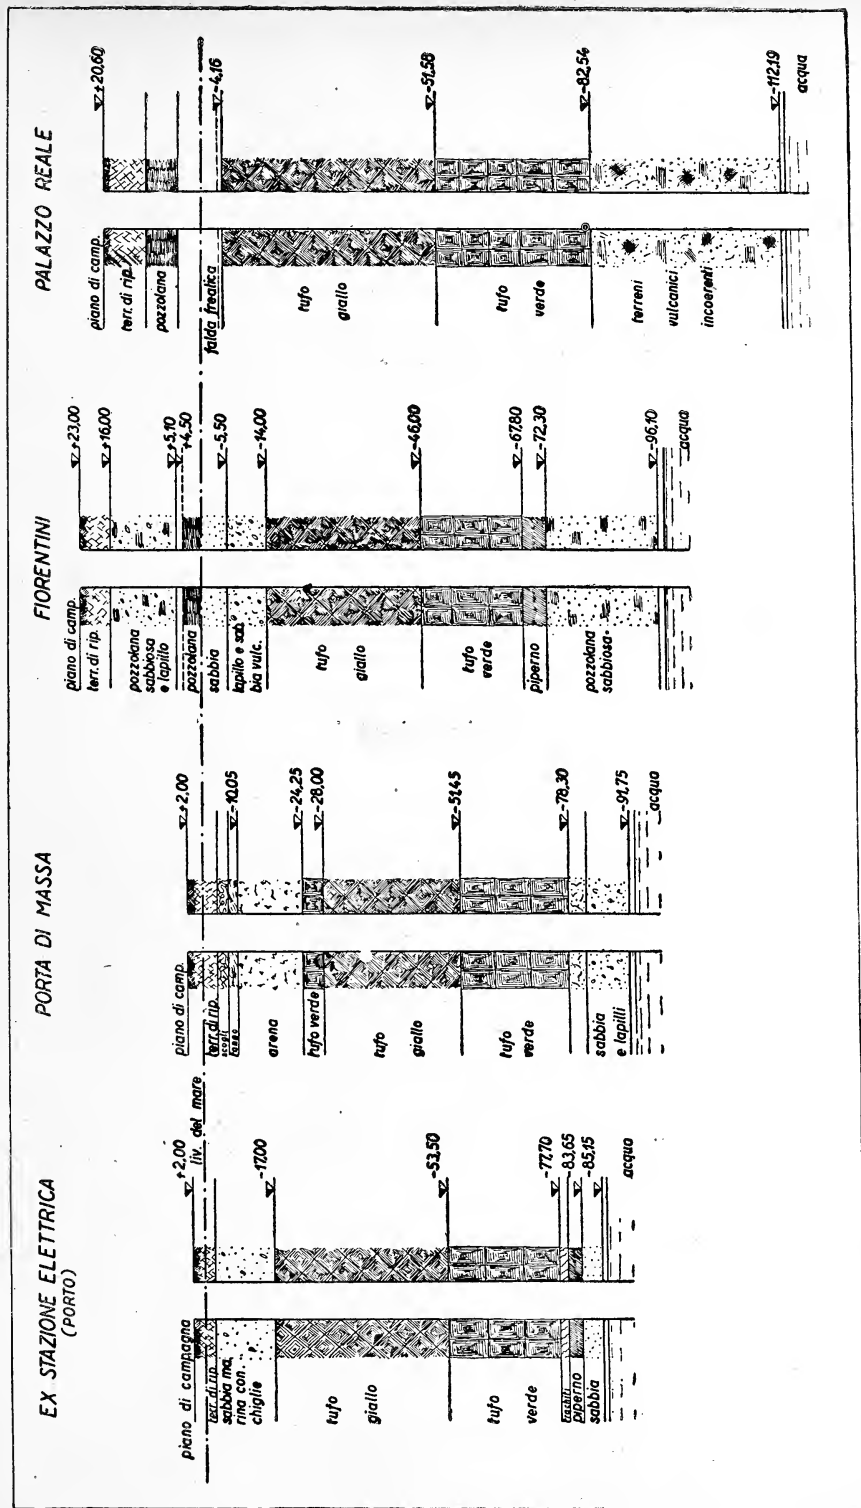 EX STAZIONE ELETTRICA
(PORTO)
piano di campagna
terr. di rip.
sabbia ma,
rina con...
chiglie
tufo
giallo
tufo
verde
trachiti
piperno
sabbia
+2,00
liv. del mare
-17,00
-53,50
-77,70
-83,65
-85,15
acqua
PORTA DI MASSA
piano di camp.
terr. di rip.
scogli
fango
arena
tufo verde
tufo
giallo
tufo
verde
sabbia
e lapilli
+2,00
-10,05
-24,25
-28,00
-51,45
-78,30
-91,75
acqua
FIORENTINI
piano di camp.
terr. di rip.
pozzolana
sabbiosa
e lapillo
pozzolana
sabbia
lapillo e sab.
bia vulc.
tufo
giallo
tufo
verde
piperno
pozzolana
sabbiosa-
+23,00
+16,00
+5,10
+4,50
-5,50
-14,00
-46,00
-67,80
-72,30
-96,10
acqua
PALAZZO REALE
piano di camp.
terr. di rip.
pozzolana
falda freatica
tufo
giallo
tufo
verde
terreni
vulcanici
incoerenti
+20,60
-4,16
-51,58
-82,54
-112,19
acqua